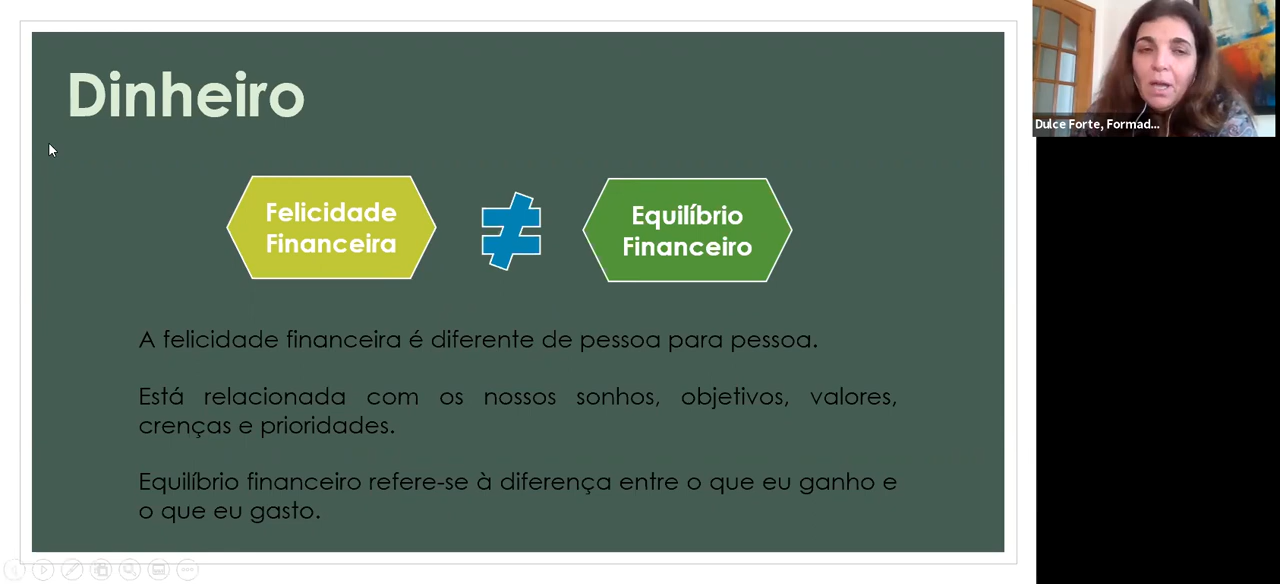 Dinheiro
Felicidade
Financeira
Equilíbrio
Financeiro
A felicidade financeira é diferente de pessoa para pessoa.
Está relacionada com os nossos sonhos, objetivos, valores,
crenças e prioridades.
Equilíbrio financeiro refere-se à diferença entre o que eu ganho e
o que eu gasto.
Dulce Forte, Formad...